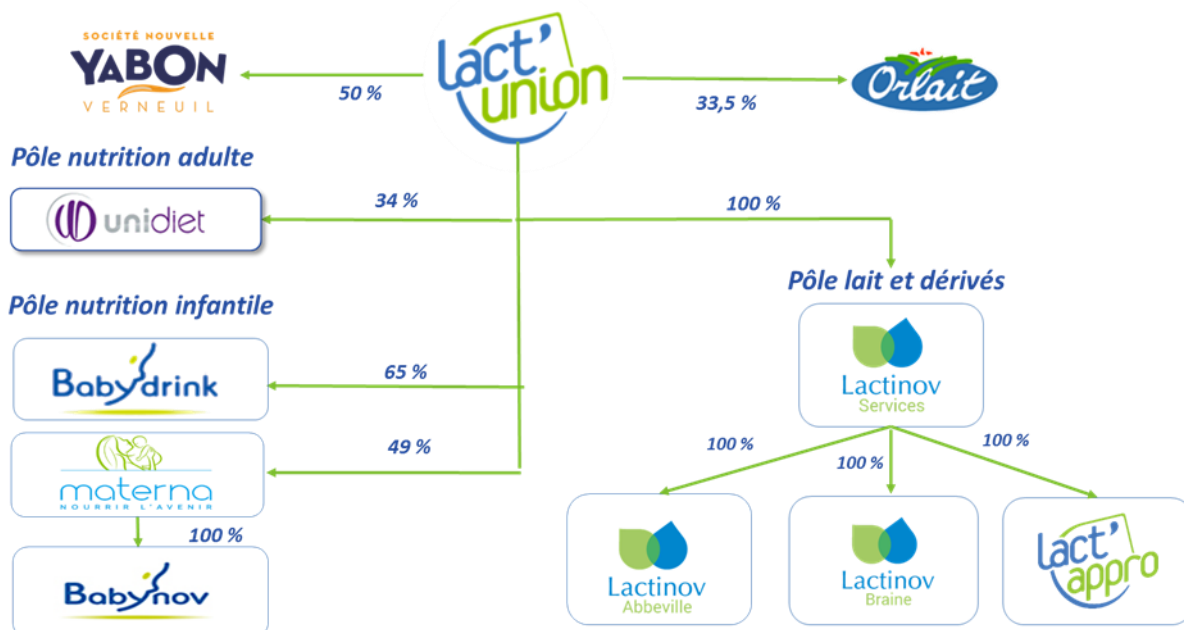 SOCIÉTÉ NOUVELLE
YABON
VERNEUIL
50 %
lact'
union
33,5 %
Orlait
Pôle nutrition adulte
unidiet
34 %
100 %
Pôle lait et dérivés
Pôle nutrition infantile
Babydrink
65 %
Lactinov
Services
materna
NOURRIR L'AVENIR
49 %
100 %
100 %
100 %
100 %
Babynov
Lactinov
Abbeville
Lactinov
Braine
lact'
appro